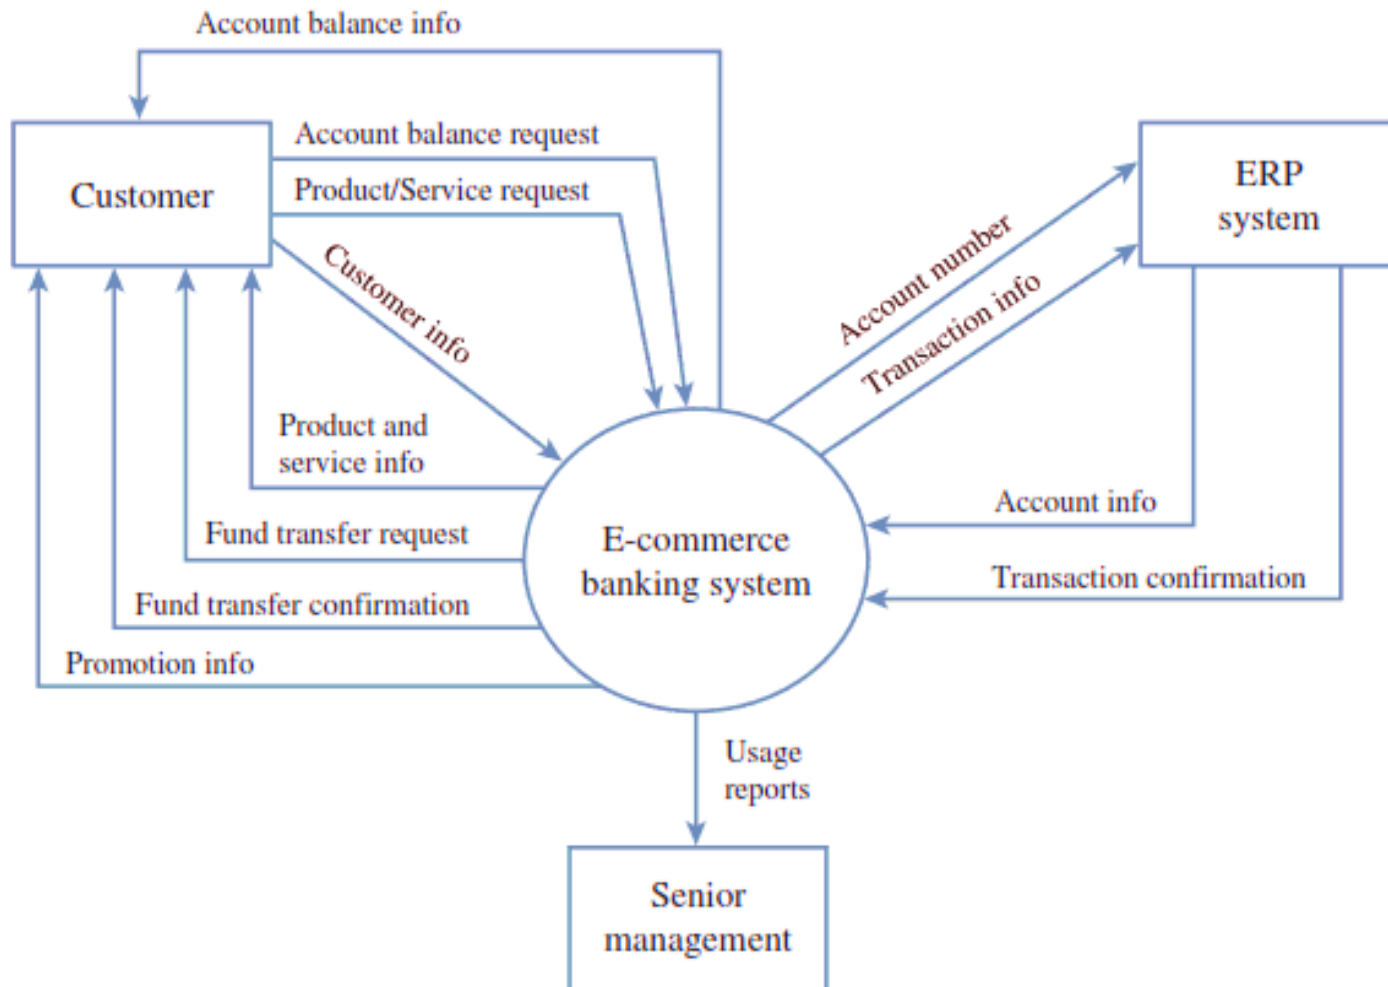 Account balance info
Customer
Account balance request
Product/Service request
Customer info
ERP
system
Account number
Transaction info
Product and
service info
Fund transfer request
Fund transfer confirmation
Promotion info
E-commerce
banking system
Account info
Transaction confirmation
Usage
reports
Senior
management